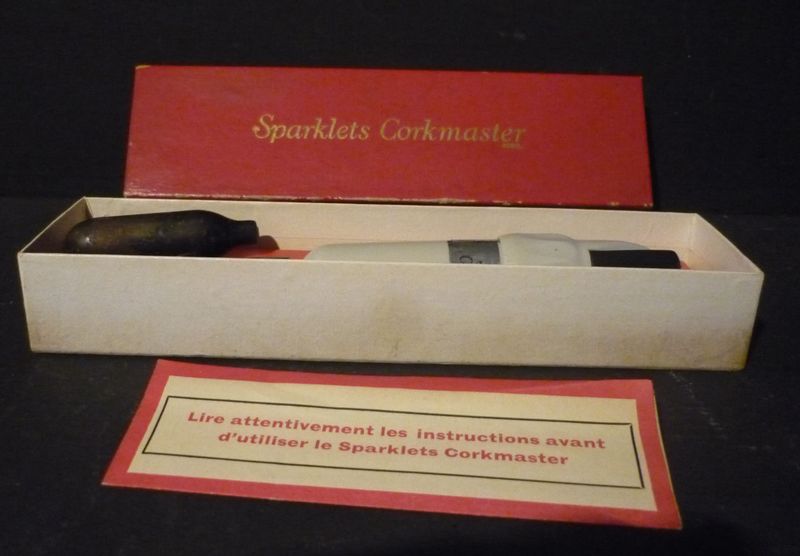 Sparklets Corkmaster
Lire attentivement les instructions avant
d'utiliser le Sparklets Corkmaster